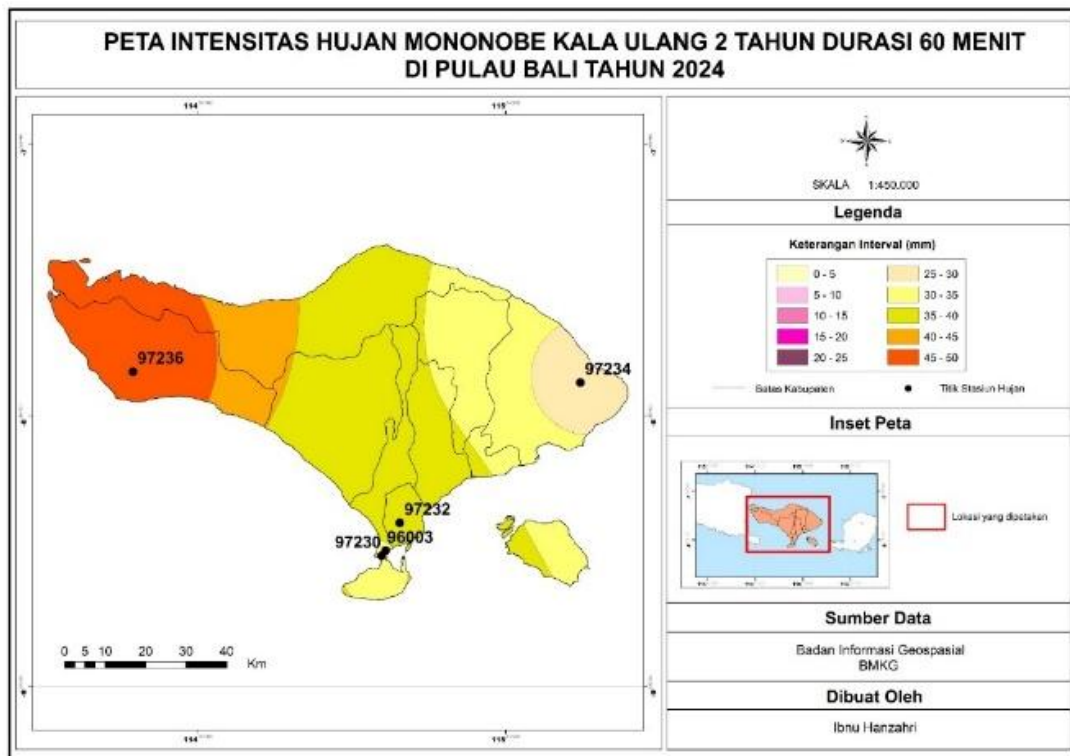 PETA INTENSITAS HUJAN MONONOBE KALA ULANG 2 TAHUN DURASI 60 MENIT
DI PULAU BALI TAHUN 2024
97236
97234
97232
96003
97230
0 5 10 20 30 40
Km
SKALA 1:450.000
Legenda
Keterangan Interval (mm)
0 - 5
5 - 10
10 - 15
15 - 20
20 - 25
25 - 30
30 - 35
35 - 40
40 - 45
45 - 50
Batas Kabupaten
Titik Stasiun Hujan
Inset Peta
Lokasi yang dipetakan
Sumber Data
Badan Informasi Geospasial
BMKG
Dibuat Oleh
Ibnu Hanzahri